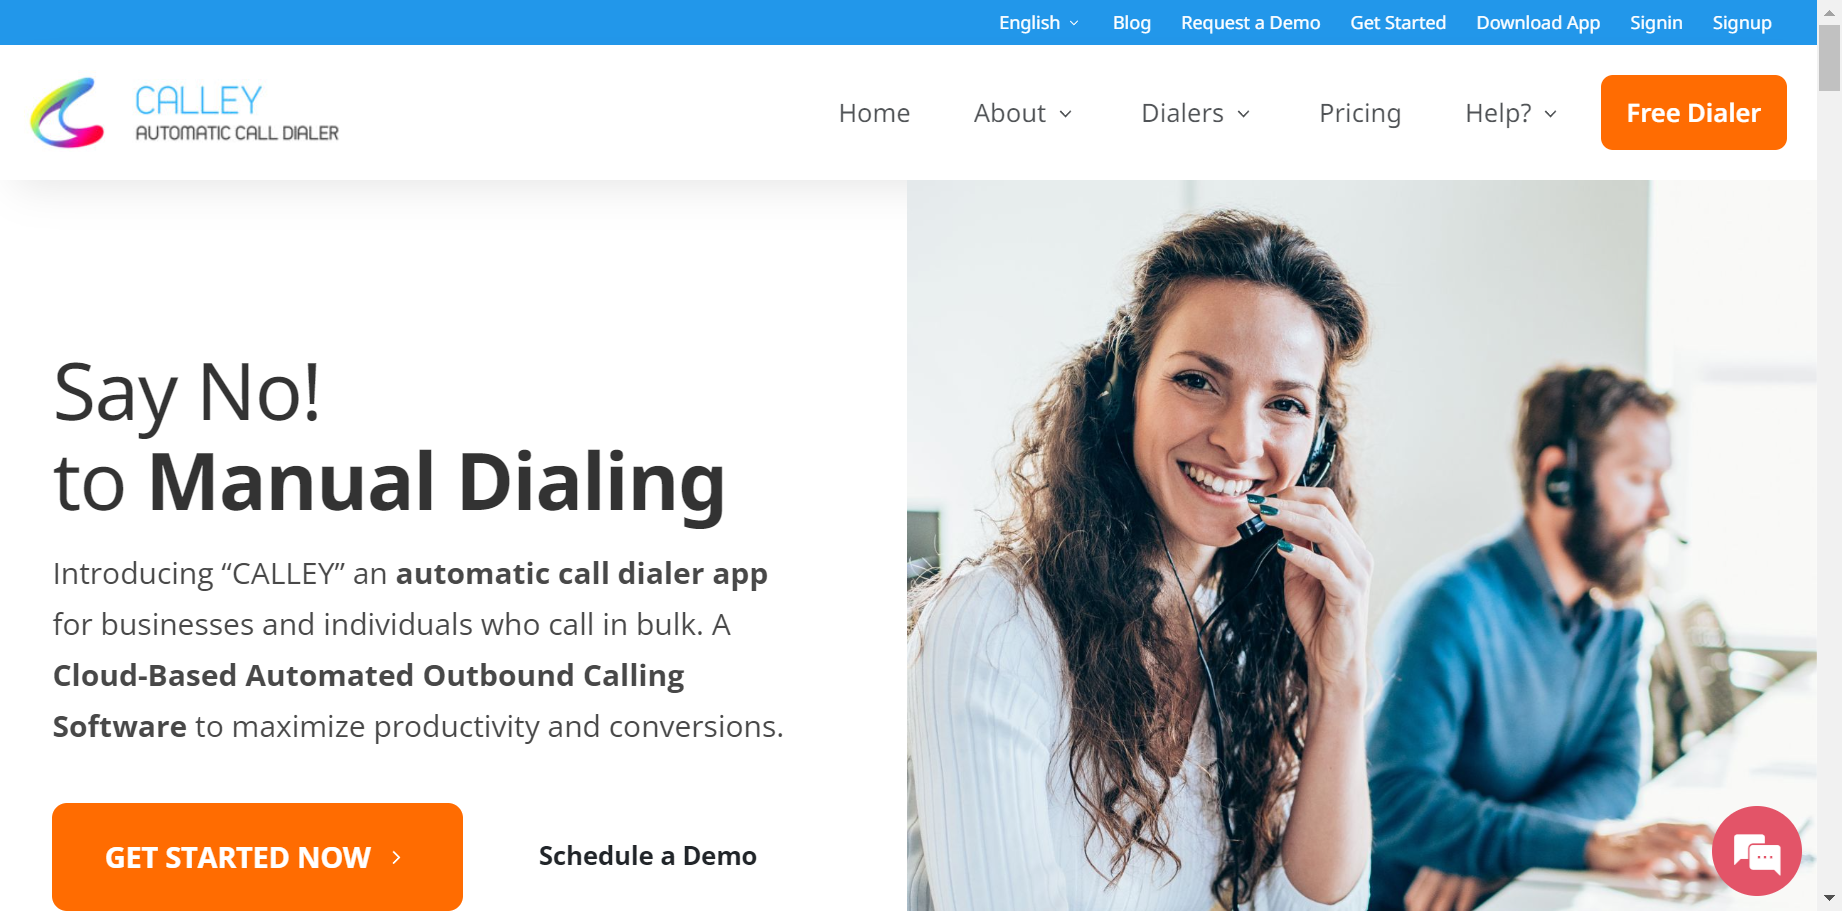 English Blog Request a Demo Get Started Download App Signin Signup
CALLEY
AUTOMATIC CALL DIALER
Home About Dialers Pricing Help? Free Dialer
Say No!
to Manual Dialing
Introducing “CALLEY” an automatic call dialer app
for businesses and individuals who call in bulk. A
Cloud-Based Automated Outbound Calling
Software to maximize productivity and conversions.
GET STARTED NOW
Schedule a Demo